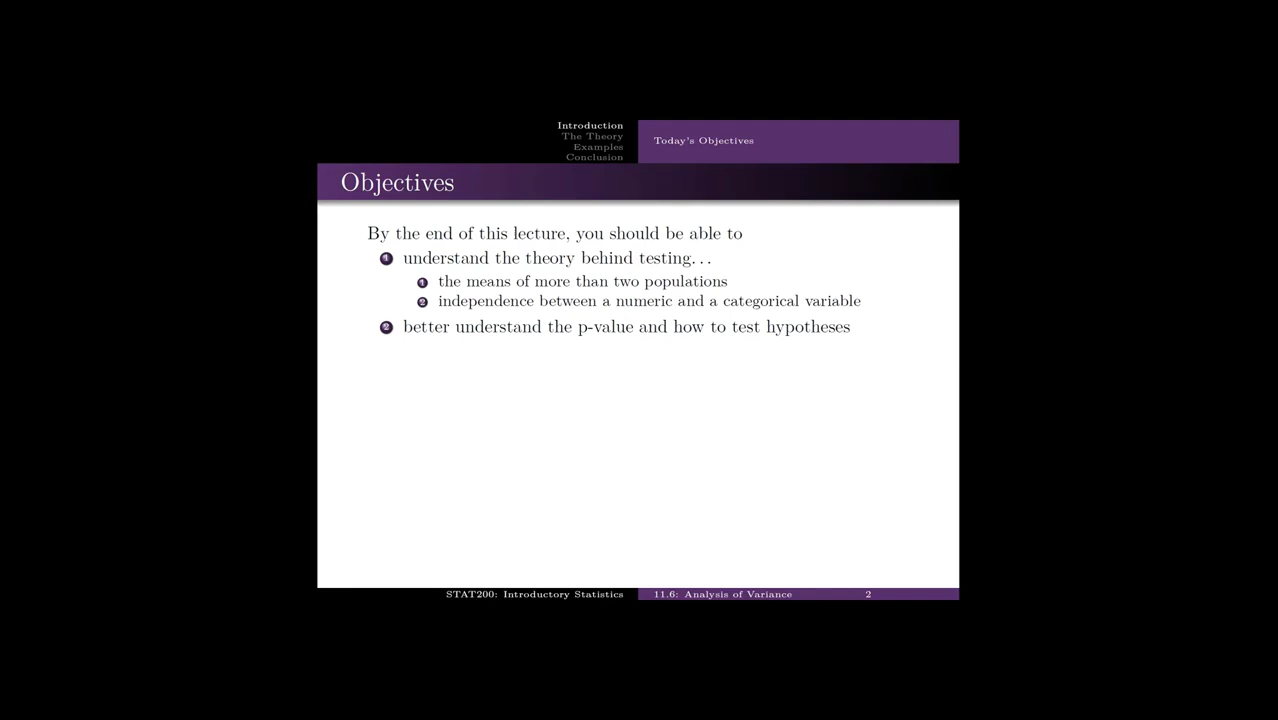 Introduction
The Theory
Examples
Conclusion
Today's Objectives
Objectives
By the end of this lecture, you should be able to
1 understand the theory behind testing...
1 the means of more than two populations
2 independence between a numeric and a categorical variable
2 better understand the p-value and how to test hypotheses
STAT200: Introductory Statistics
11.6: Analysis of Variance 2